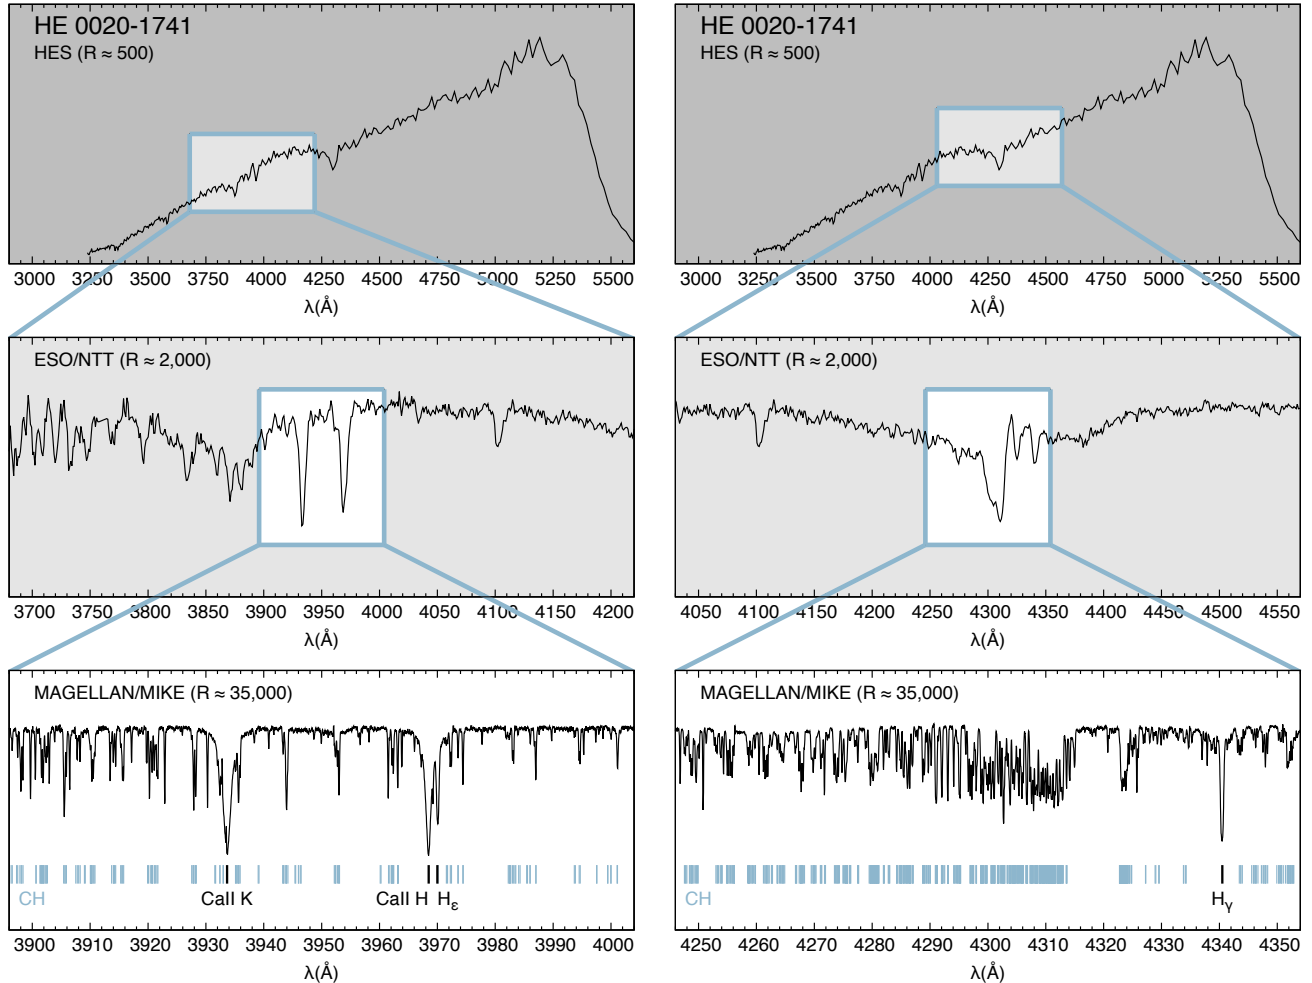 HE 0020-1741
HES (R ≈ 500)
3000 3250 3500 3750 4000 4250 4500 4750 5000 5250 5500
λ(Å)
HE 0020-1741
HES (R ≈ 500)
3000 3250 3500 3750 4000 4250 4500 4750 5000 5250 5500
λ(Å)
ESO/NTT (R ≈ 2,000)
3700 3750 3800 3850 3900 3950 4000 4050 4100 4150 4200
λ(Å)
ESO/NTT (R ≈ 2,000)
4050 4100 4150 4200 4250 4300 4350 4400 4450 4500 4550
λ(Å)
MAGELLAN/MIKE (R ≈ 35,000)
CH CaII K CaII H Hε
3900 3910 3920 3930 3940 3950 3960 3970 3980 3990 4000
λ(Å)
MAGELLAN/MIKE (R ≈ 35,000)
CH Hγ
4250 4260 4270 4280 4290 4300 4310 4320 4330 4340 4350
λ(Å)